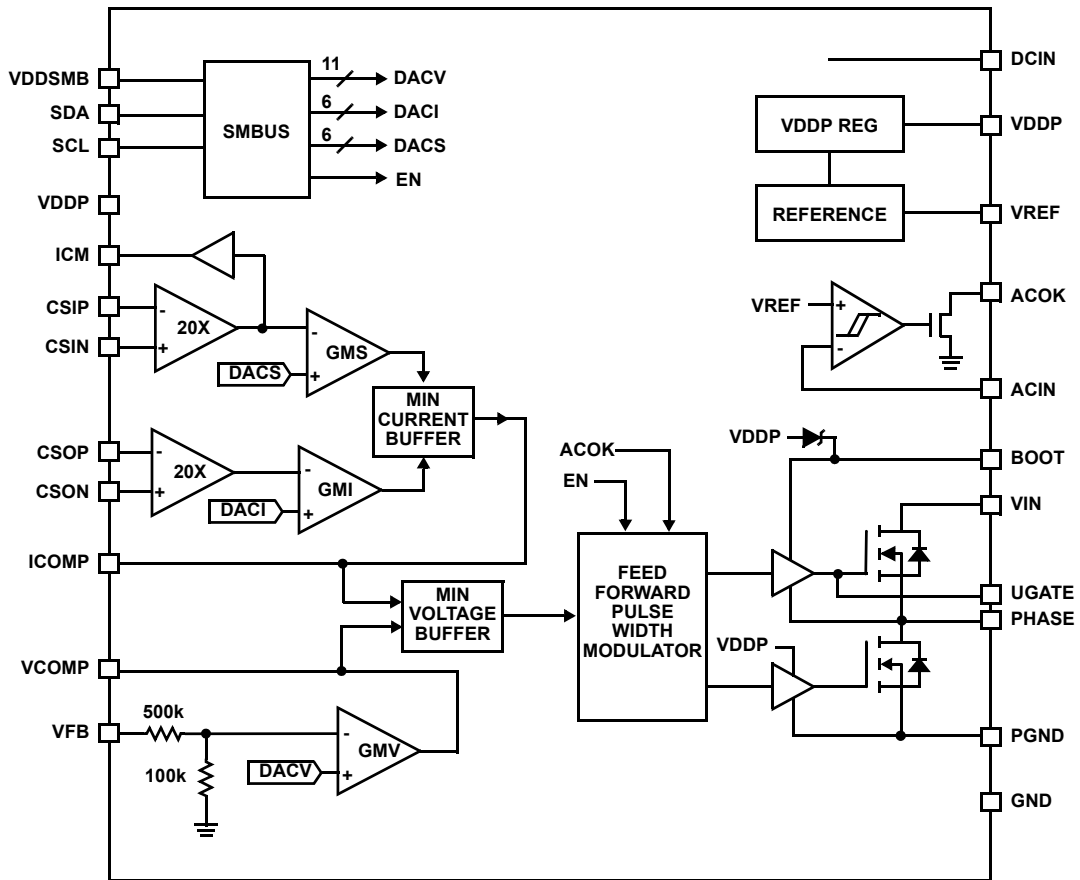 VDDSMB
SDA
SCL
VDDP
ICM
CSIP
CSIN
CSOP
CSON
ICOMP
VCOMP
VFB
SMBUS
11
DACV
6
DACI
6
DACS
EN
-
20X
+
-
GMS
+
DACS
MIN
CURRENT
BUFFER
-
20X
+
-
GMI
+
DACI
MIN
VOLTAGE
BUFFER
500k
100k
-
GMV
+
DACV
ACOK
EN
FEED
FORWARD
PULSE
WIDTH
MODULATOR
VDDP REG
REFERENCE
VREF
+
-
VDDP
VDDP
DCIN
VDDP
VREF
ACOK
ACIN
BOOT
VIN
UGATE
PHASE
PGND
GND